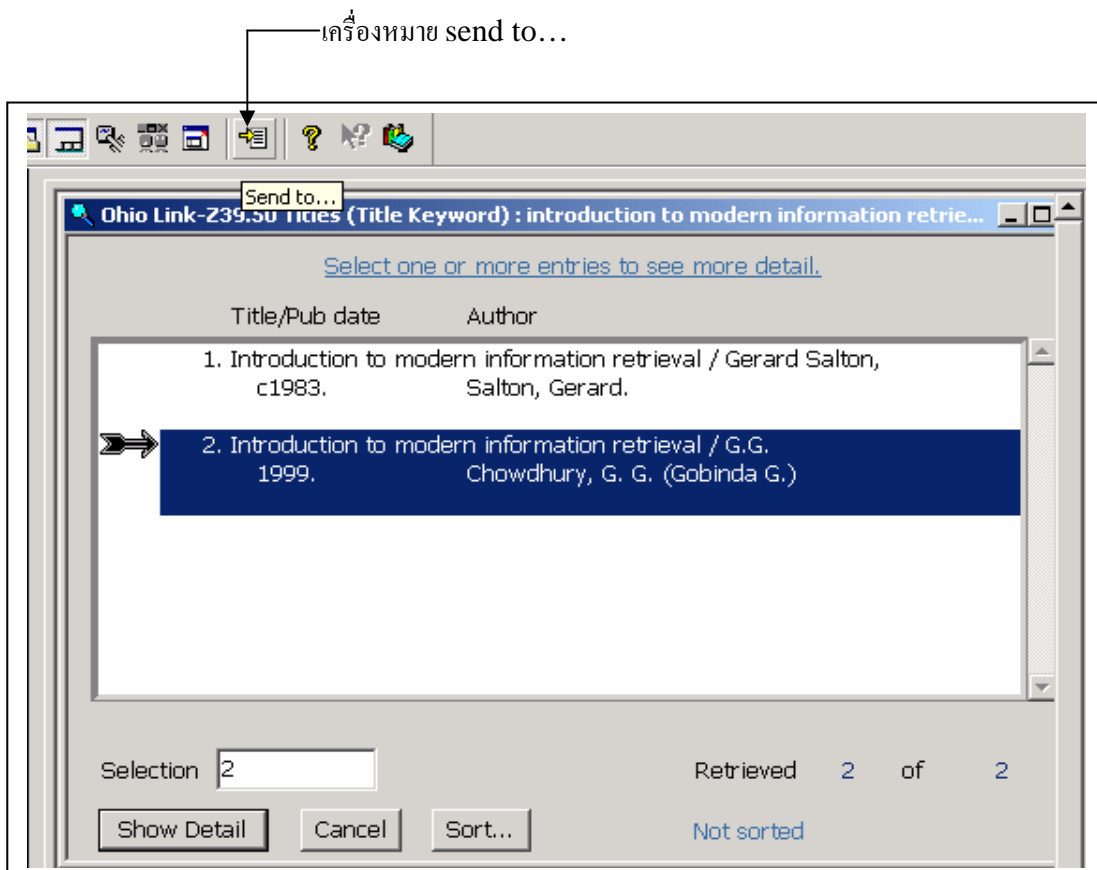 เครื่องหมาย send to…
Send to...
Ohio Link-Z39.50 Titles (Title Keyword) : introduction to modern information retrie...
Select one or more entries to see more detail.
Title/Pub date Author
1. Introduction to modern information retrieval / Gerard Salton,
c1983. Salton, Gerard.
2. Introduction to modern information retrieval / G.G.
1999. Chowdhury, G. G. (Gobinda G.)
Selection 2 Retrieved 2 of 2
Show Detail Cancel Sort... Not sorted